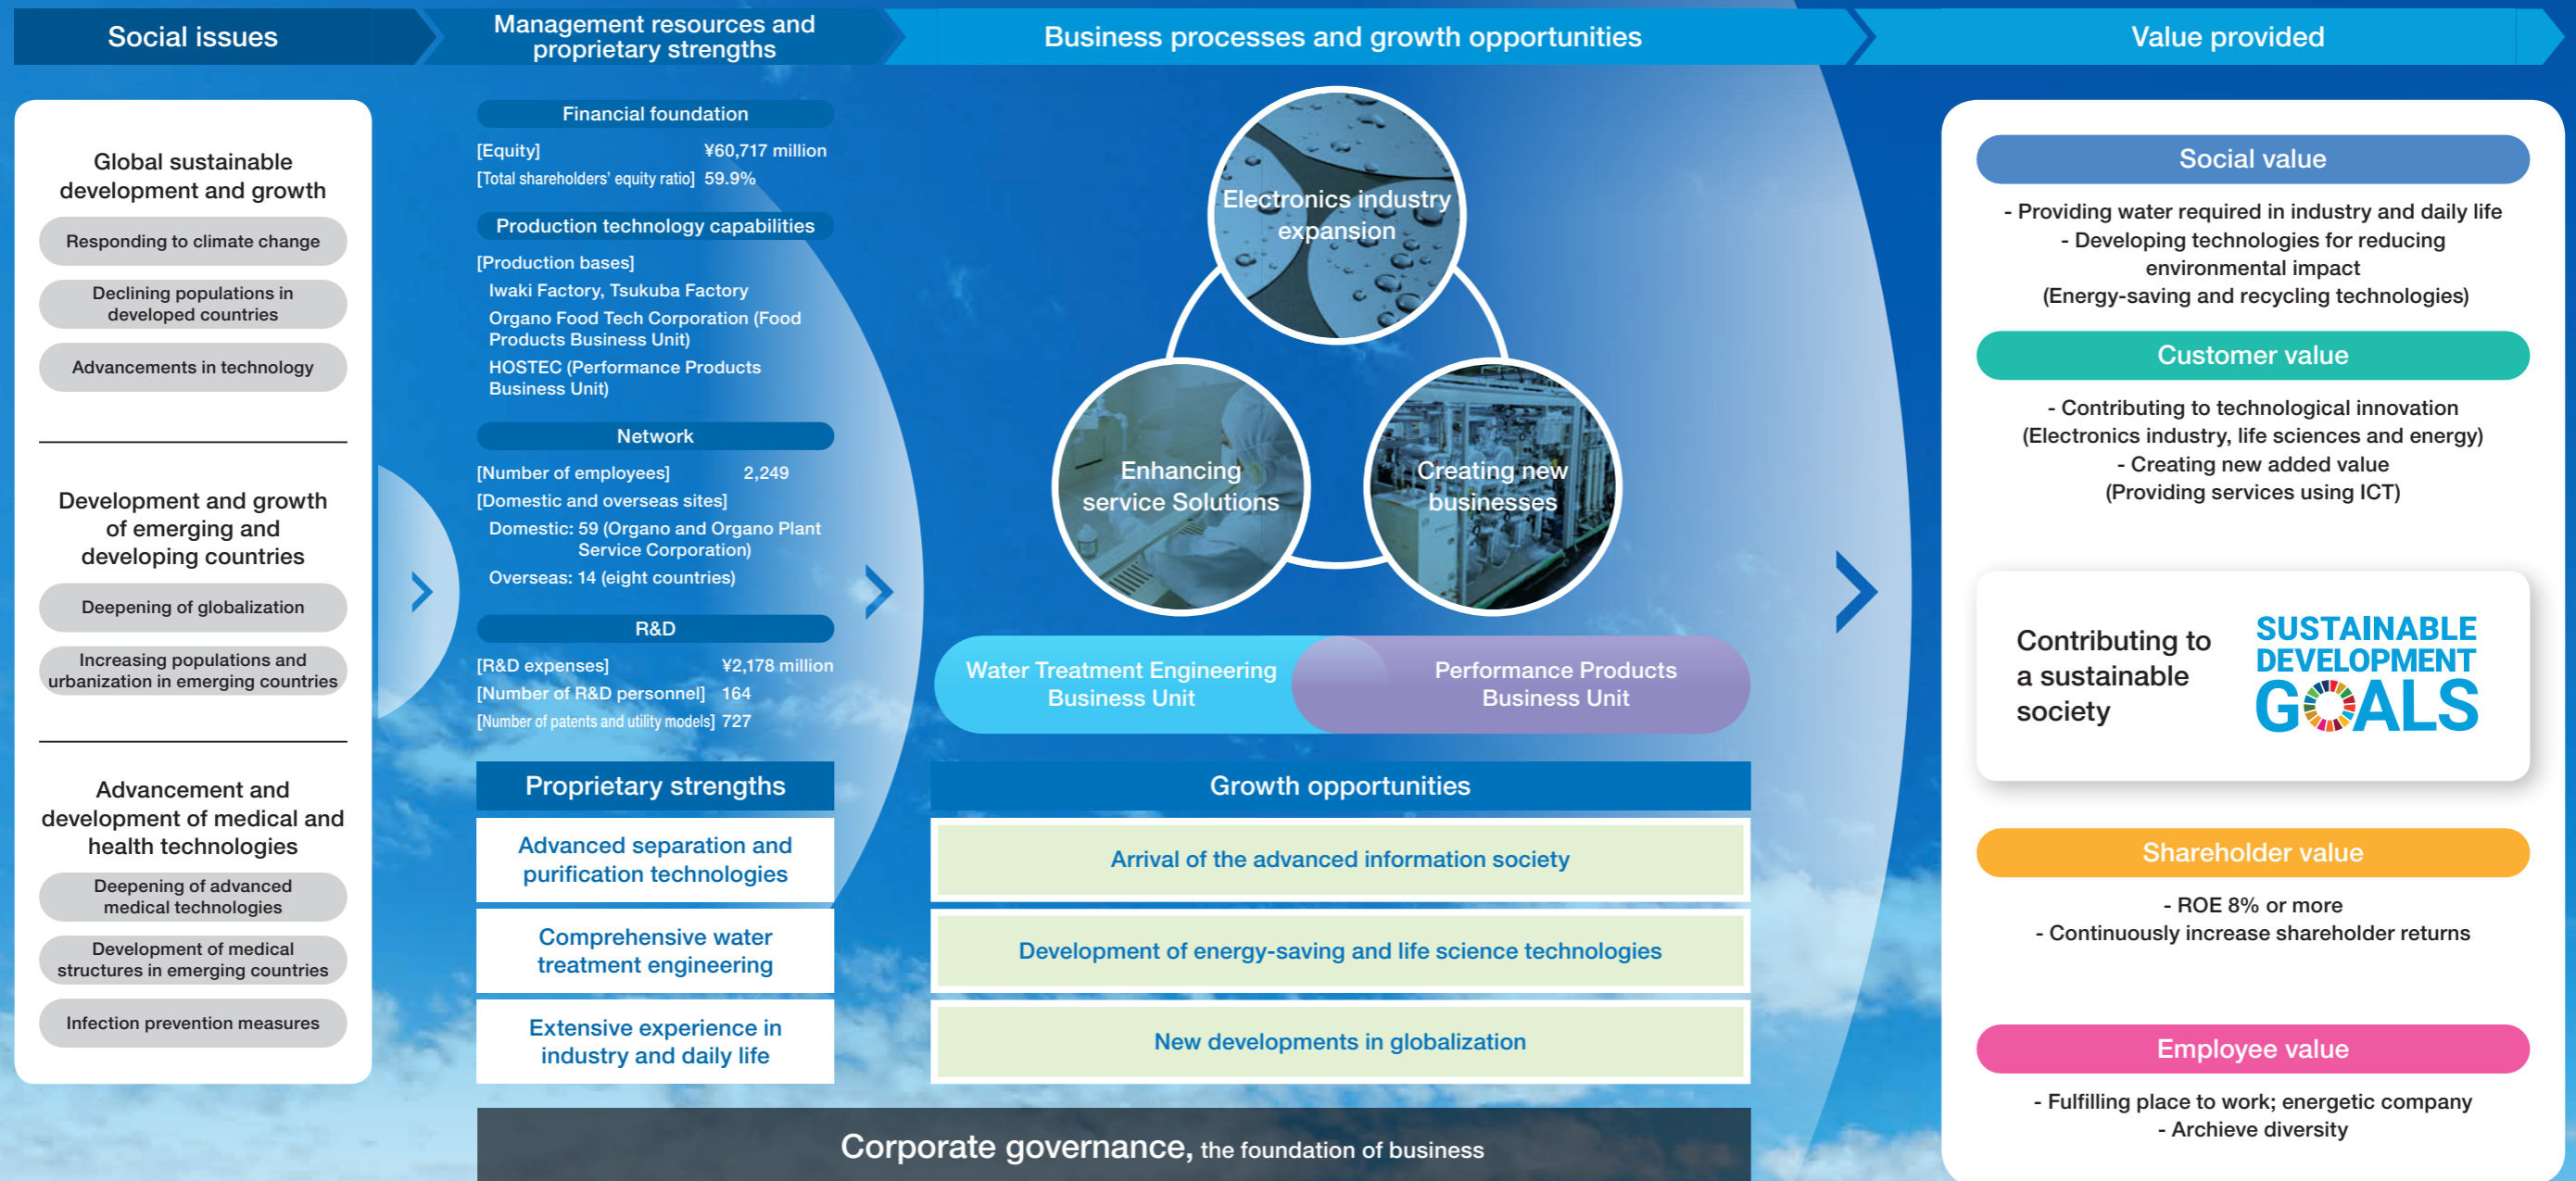 Social issues
Management resources and
proprietary strengths
Business processes and growth opportunities
Value provided
Global sustainable
development and growth
Responding to climate change
Declining populations in
developed countries
Advancements in technology
Development and growth
of emerging and
developing countries
Deepening of globalization
Increasing populations and
urbanization in emerging countries
Advancement and
development of medical and
health technologies
Deepening of advanced
medical technologies
Development of medical
structures in emerging countries
Infection prevention measures
Financial foundation
[Equity] ¥60,717 million
[Total shareholders' equity ratio] 59.9%
Production technology capabilities
[Production bases]
Iwaki Factory, Tsukuba Factory
Organo Food Tech Corporation (Food
Products Business Unit)
HOSTEC (Performance Products
Business Unit)
Network
[Number of employees] 2,249
[Domestic and overseas sites]
Domestic: 59 (Organo and Organo Plant
Service Corporation)
Overseas: 14 (eight countries)
R&D
[R&D expenses] ¥2,178 million
[Number of R&D personnel] 164
[Number of patents and utility models] 727
Proprietary strengths
Advanced separation and
purification technologies
Comprehensive water
treatment engineering
Extensive experience in
industry and daily life
Electronics industry
expansion
Enhancing
service Solutions
Creating new
businesses
Water Treatment Engineering
Business Unit
Performance Products
Business Unit
Growth opportunities
Arrival of the advanced information society
Development of energy-saving and life science technologies
New developments in globalization
Corporate governance, the foundation of business
Social value
- Providing water required in industry and daily life
- Developing technologies for reducing
environmental impact
(Energy-saving and recycling technologies)
Customer value
- Contributing to technological innovation
(Electronics industry, life sciences and energy)
- Creating new added value
(Providing services using ICT)
Contributing to
a sustainable
society
SUSTAINABLE
DEVELOPMENT
GOALS
Shareholder value
- ROE 8% or more
- Continuously increase shareholder returns
Employee value
- Fulfilling place to work; energetic company
- Archieve diversity